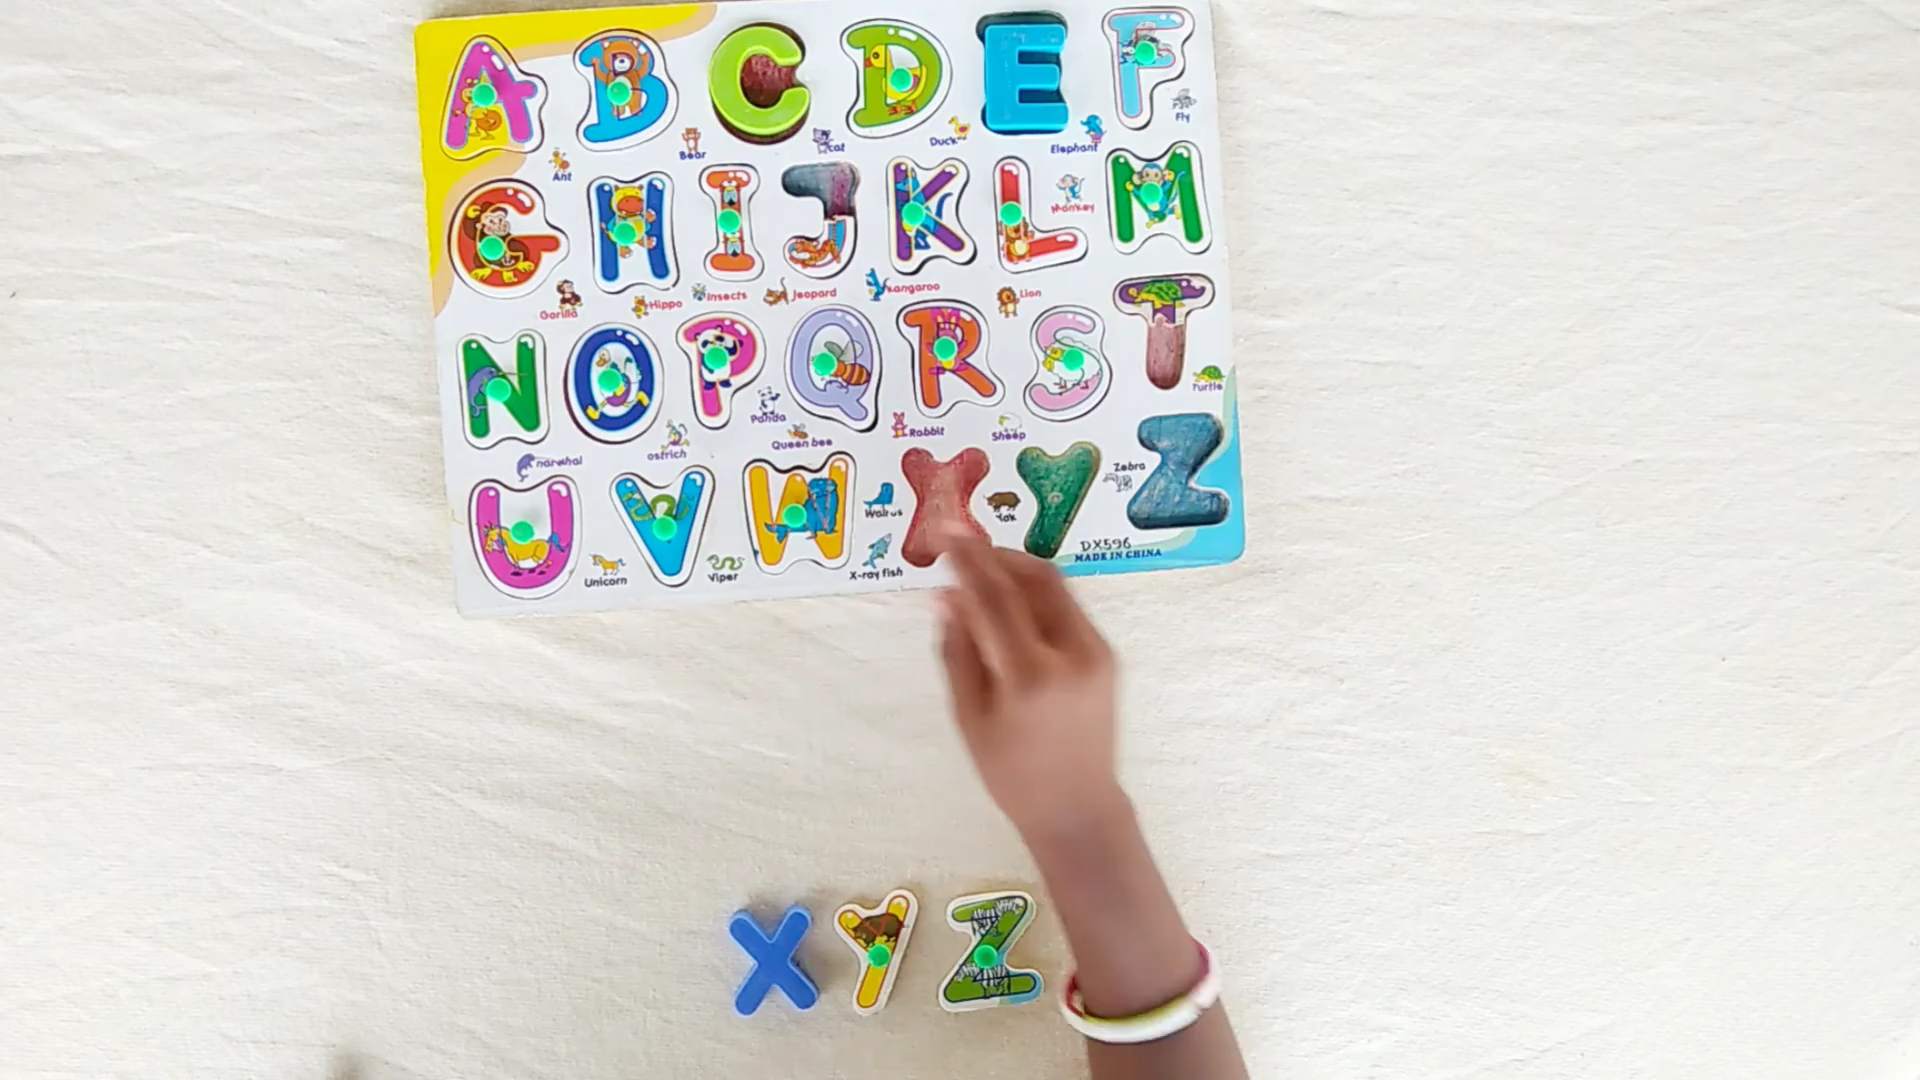 A B C D E F
Ant
Bear
cat
Duck
Elephant
Fly
G H I J K L M
Monkey
Gorilla
Hippo
Insects
Jeopard
Kangaroo
Lion
N O P Q R S T
narwhal
ostrich
Panda
Queen bee
Rabbit
Sheep
Turtle
U V W X Y Z
Unicorn
Viper
Walrus
X-ray fish
Yak
Zebra
DX596
MADE IN CHINA
X Y Z